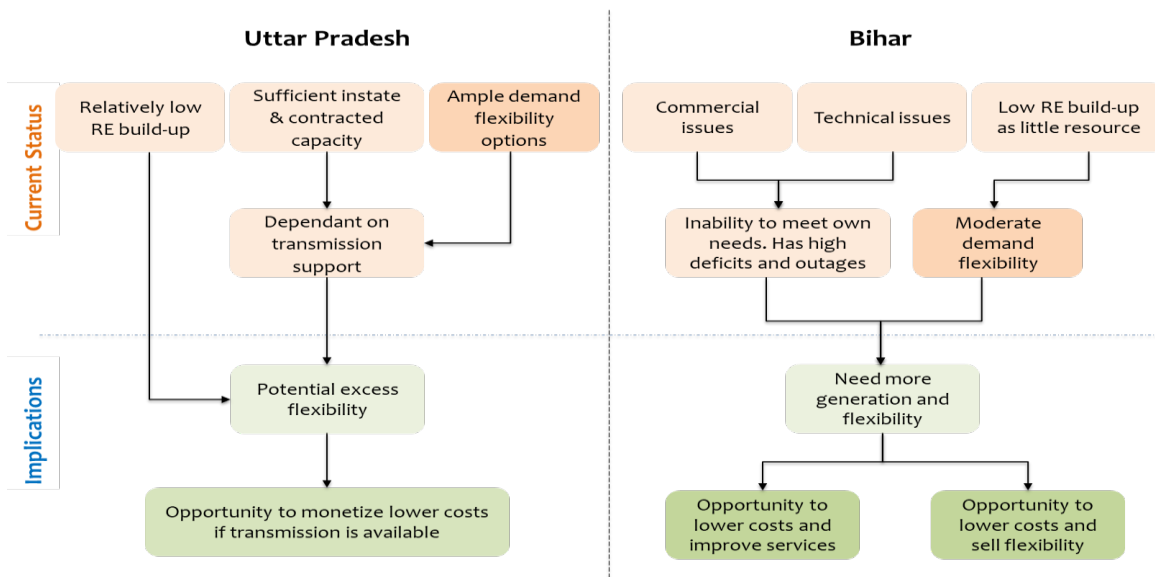 Uttar Pradesh
Bihar
Current Status
Relatively low
RE build-up
Sufficient instate
& contracted
capacity
Ample demand
flexibility
options
Commercial
issues
Technical issues
Low RE build-up
as little resource
Dependant on
transmission
support
Inability to meet own
needs. Has high
deficits and outages
Moderate
demand
flexibility
Implications
Potential excess
flexibility
Need more
generation and
flexibility
Opportunity to monetize lower costs
if transmission is available
Opportunity to
lower costs and
improve services
Opportunity to
lower costs and
sell flexibility